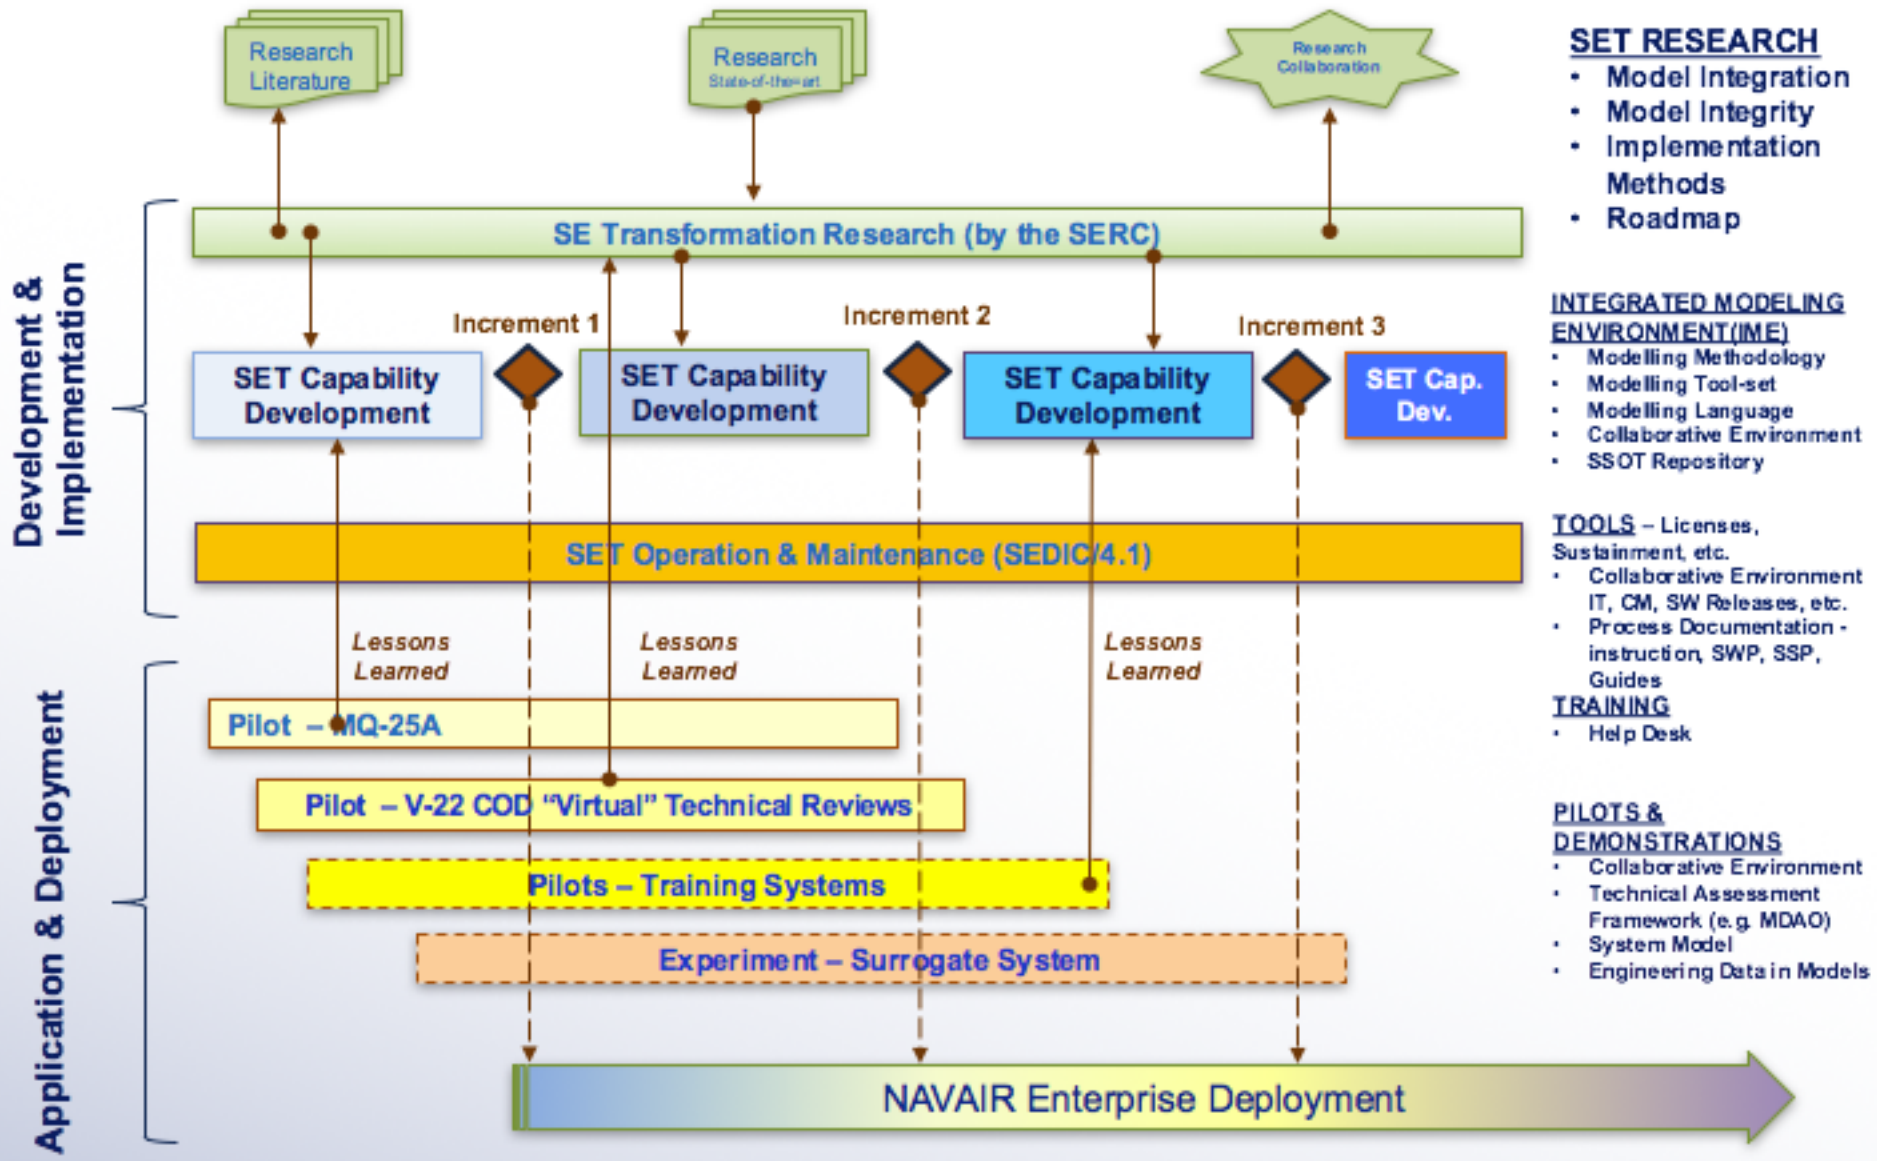 Research
Literature
Research
State-of-the=art
Research
Collaboration
SET RESEARCH
• Model Integration
• Model Integrity
• Implementation
Methods
• Roadmap
Development &
Implementation
SE Transformation Research (by the SERC)
Increment 1
Increment 2
Increment 3
SET Capability
Development
SET Capability
Development
SET Capability
Development
SET Cap.
Dev.
INTEGRATED MODELING
ENVIRONMENT(IME)
• Modelling Methodology
• Modelling Tool-set
• Modelling Language
• Collaborative Environment
• SSOT Repository
SET Operation & Maintenance (SEDIC/4.1)
TOOLS – Licenses,
Sustainment, etc.
• Collaborative Environment
IT, CM, SW Releases, etc.
• Process Documentation -
instruction, SWP, SSP,
Guides
TRAINING
• Help Desk
Lessons
Learned
Lessons
Learned
Lessons
Learned
Application & Deployment
Pilot – MQ-25A
Pilot – V-22 COD “Virtual” Technical Reviews
Pilots – Training Systems
Experiment – Surrogate System
PILOTS &
DEMONSTRATIONS
• Collaborative Environment
• Technical Assessment
Framework (e.g. MDAO)
• System Model
• Engineering Data in Models
NAVAIR Enterprise Deployment